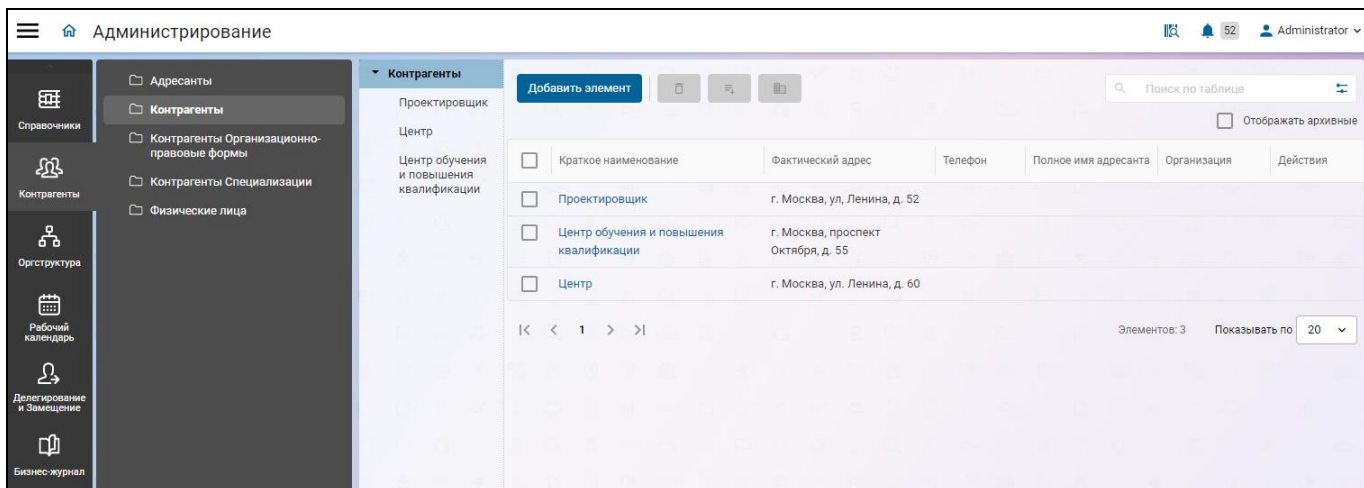 Администрирование
52
Administrator
Справочники
Контрагенты
Оргструктура
Рабочий
календарь
Делегирование
и Замещение
Бизнес-журнал
Адресанты
Контрагенты
Контрагенты Организационно-
правовые формы
Контрагенты Специализации
Физические лица
Контрагенты
Проектировщик
Центр
Центр обучения
и повышения
квалификации
Добавить элемент
Поиск по таблице
Отображать архивные
Краткое наименование Фактический адрес Телефон Полное имя адресанта Организация Действия
Проектировщик г. Москва, ул, Ленина, д. 52
Центр обучения и повышения г. Москва, проспект
квалификации Октября, д. 55
Центр г. Москва, ул. Ленина, д. 60
1 Элементов: 3 Показывать по 20